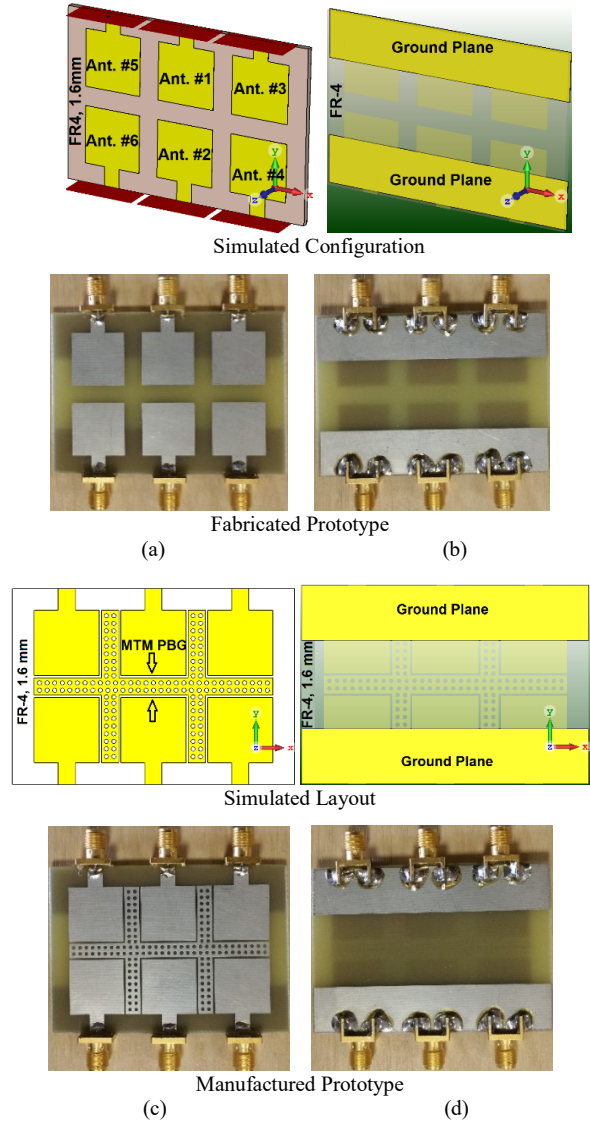 FR4, 1.6mm
Ant. #5
Ant. #1
Ant. #3
Ant. #6
Ant. #2
Ant. #4
y
x
z
Ground Plane
FR-4
Ground Plane
y
x
z
Simulated Configuration
Fabricated Prototype
(a)
(b)
FR-4, 1.6 mm
MTM PBG
y
z
x
Ground Plane
FR-4, 1.6 mm
y
z
x
Ground Plane
Simulated Layout
Manufactured Prototype
(c)
(d)